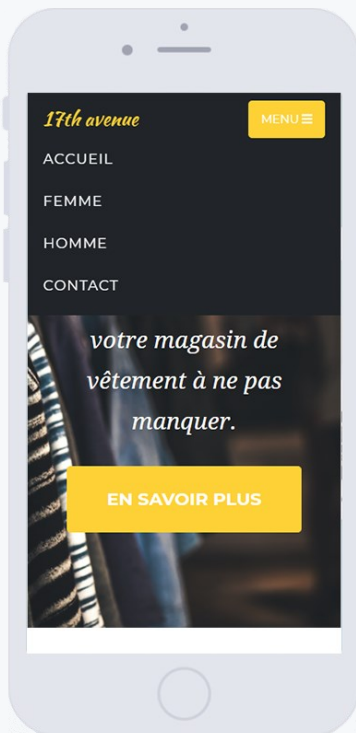 17th avenue
MENU
ACCUEIL
FEMME
HOMME
CONTACT
votre magasin de
vêtement à ne pas
manquer.
EN SAVOIR PLUS